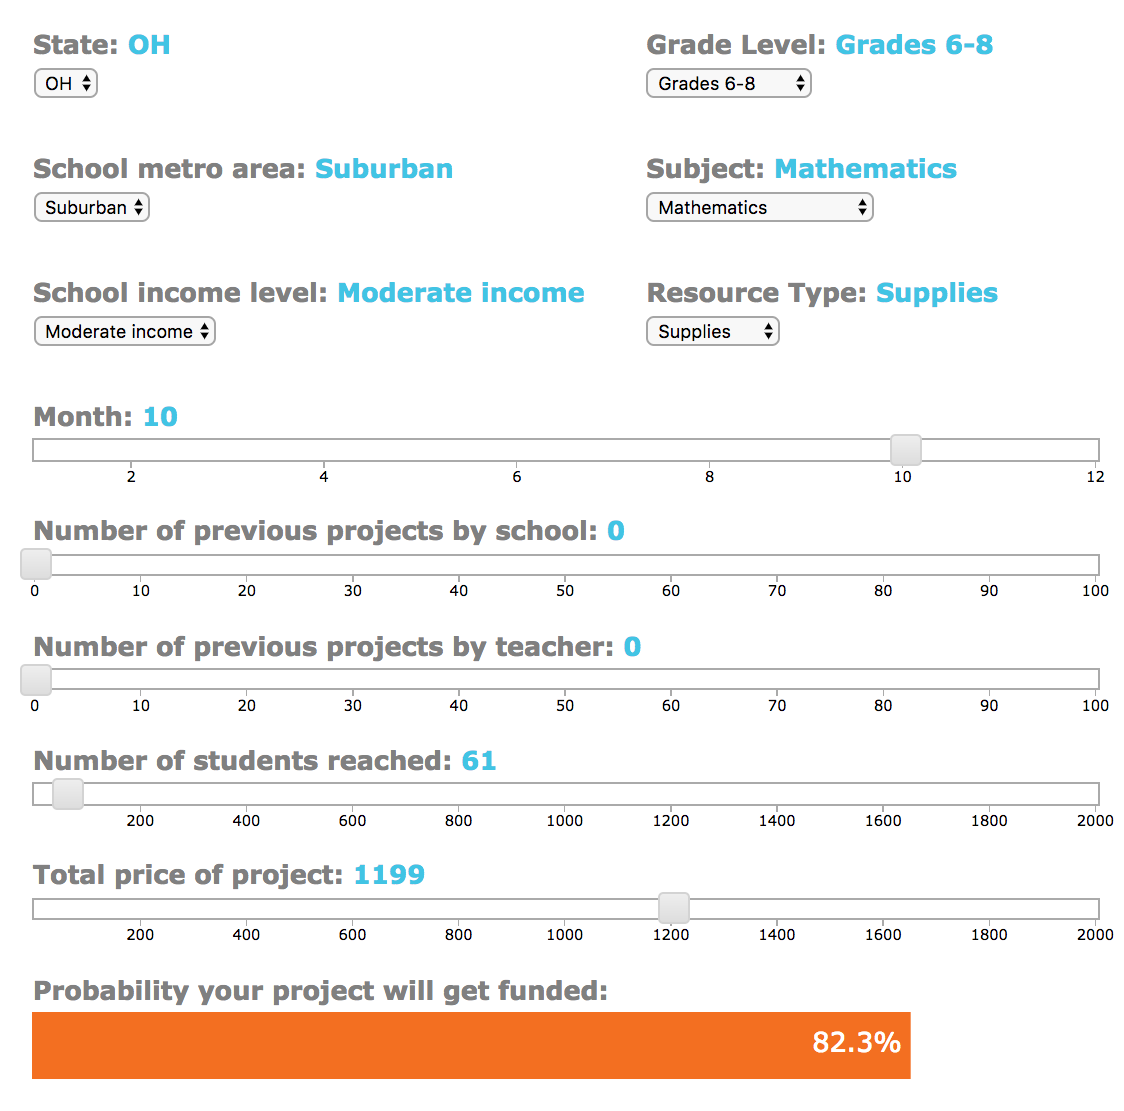 State: OH
OH
Grade Level: Grades 6-8
Grades 6-8
School metro area: Suburban
Suburban
Subject: Mathematics
Mathematics
School income level: Moderate income
Moderate income
Resource Type: Supplies
Supplies
Month: 10
2 4 6 8 10 12
Number of previous projects by school: 0
0 10 20 30 40 50 60 70 80 90 100
Number of previous projects by teacher: 0
0 10 20 30 40 50 60 70 80 90 100
Number of students reached: 61
200 400 600 800 1000 1200 1400 1600 1800 2000
Total price of project: 1199
200 400 600 800 1000 1200 1400 1600 1800 2000
Probability your project will get funded:
82.3%